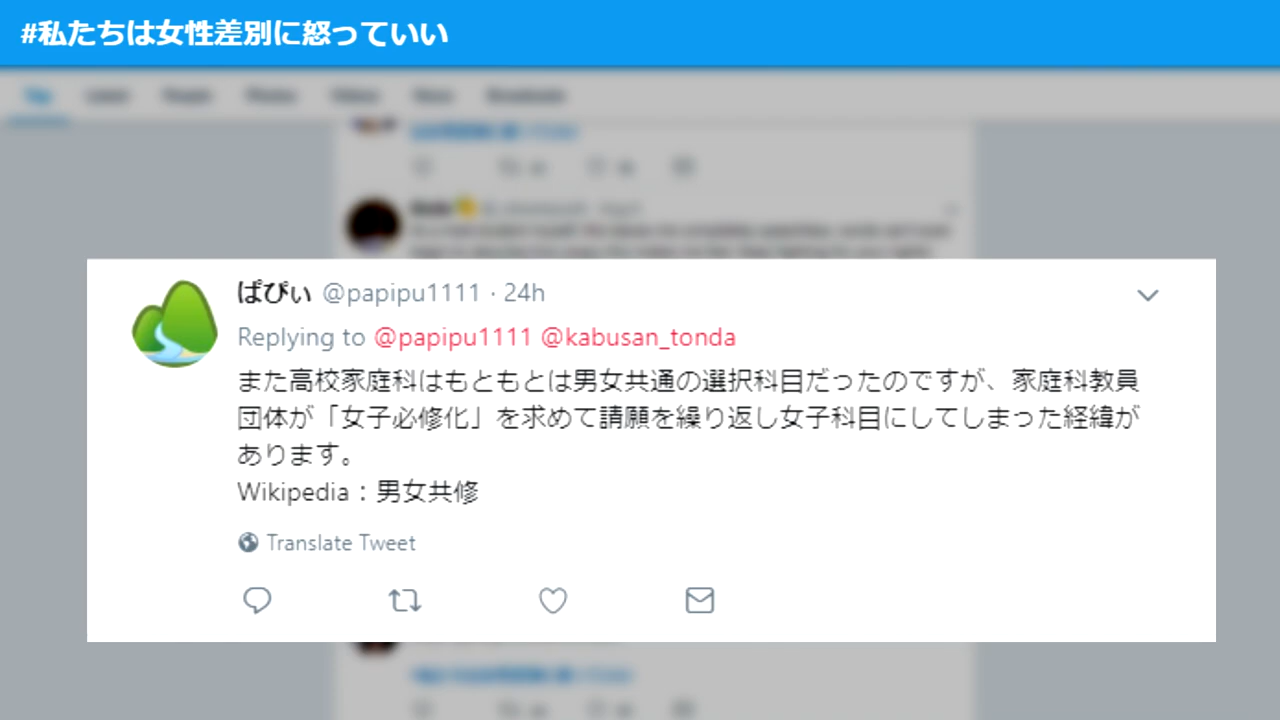 #私たちは女性差別に怒っていい
ぱぴぃ @papipu1111 · 24h
Replying to @papipu1111 @kabusan_tonda
また高校家庭科はもともとは男女共通の選択科目だったのですが、家庭科教員
団体が「女子必修化」を求めて請願を繰り返し女子科目にしてしまった経緯が
あります。
Wikipedia：男女共修
Translate Tweet